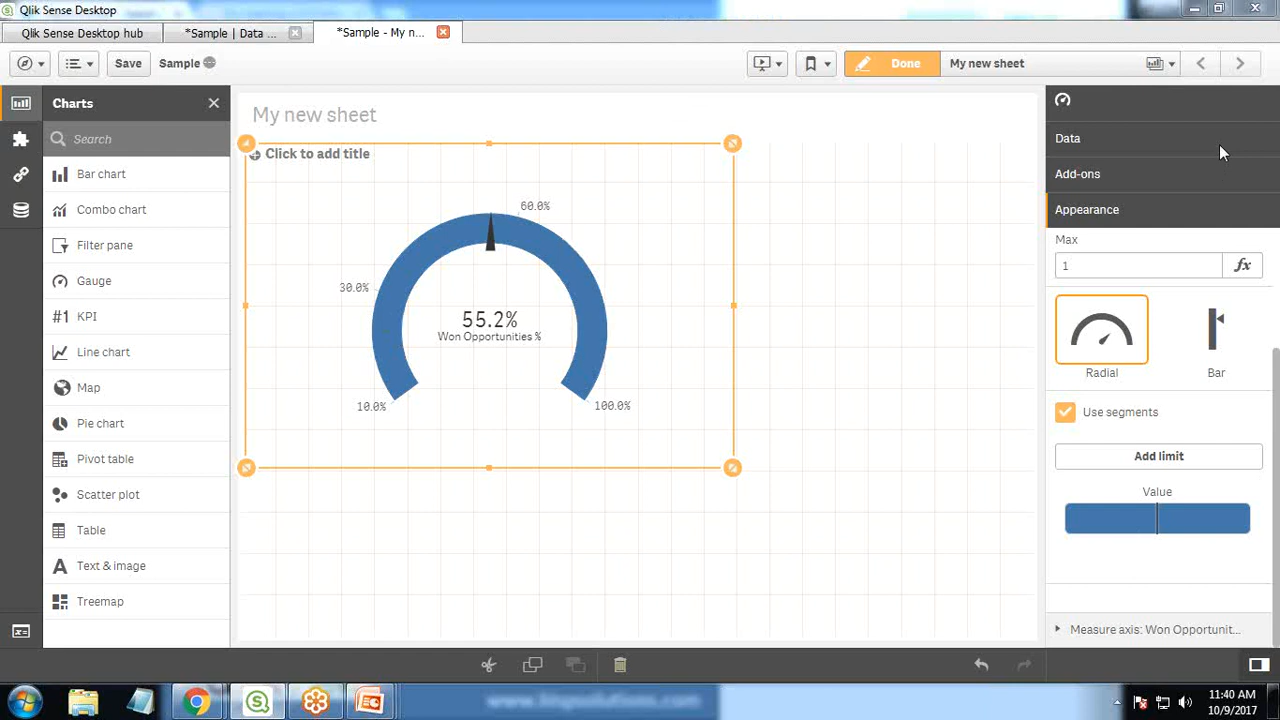 Qlik Sense Desktop
Qlik Sense Desktop hub
*Sample | Data ...
*Sample - My n...
Save
Sample
Done
My new sheet
Charts
Search
Bar chart
Combo chart
Filter pane
Gauge
#1 KPI
Line chart
Map
Pie chart
Pivot table
Scatter plot
Table
A Text & image
Treemap
My new sheet
Click to add title
60.0%
30.0%
55.2%
Won Opportunities %
10.0%
100.0%
Data
Add-ons
Appearance
Max
1
fx
Radial
Bar
Use segments
Add limit
Value
Measure axis: Won Opportunit...
11:40 AM
10/9/2017